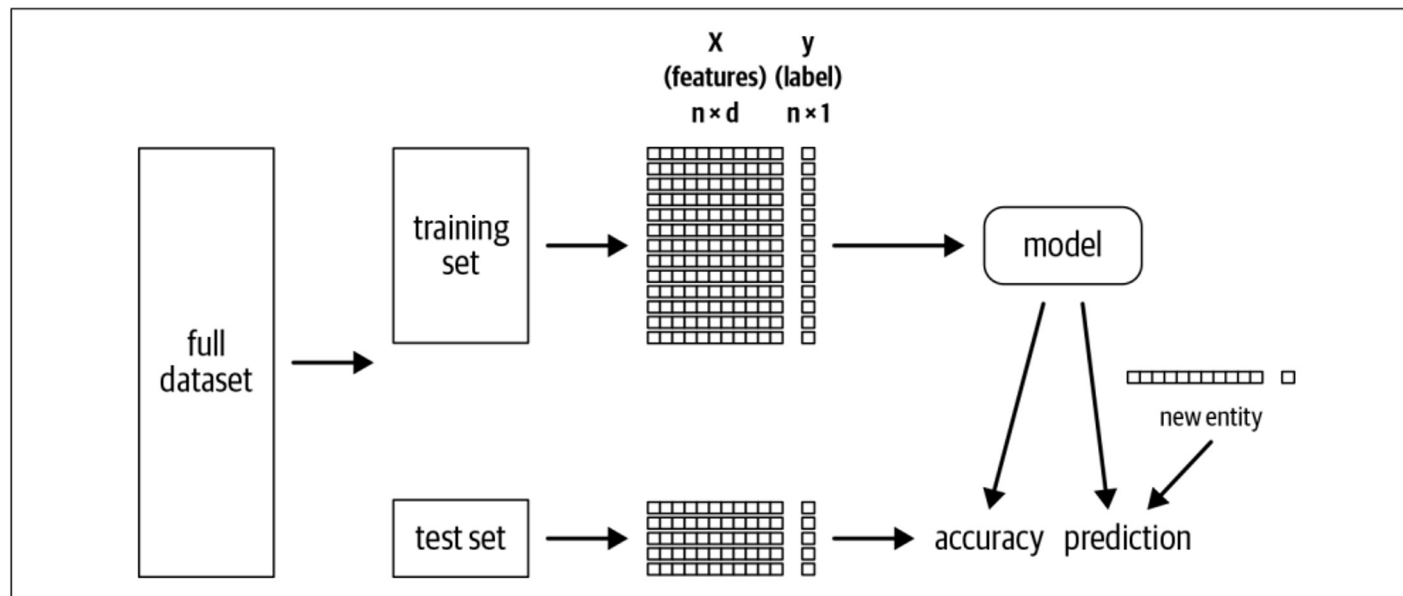 X
(features)
n × d
y
(label)
n × 1
full
dataset
training
set
model
new entity
test set
accuracy
prediction